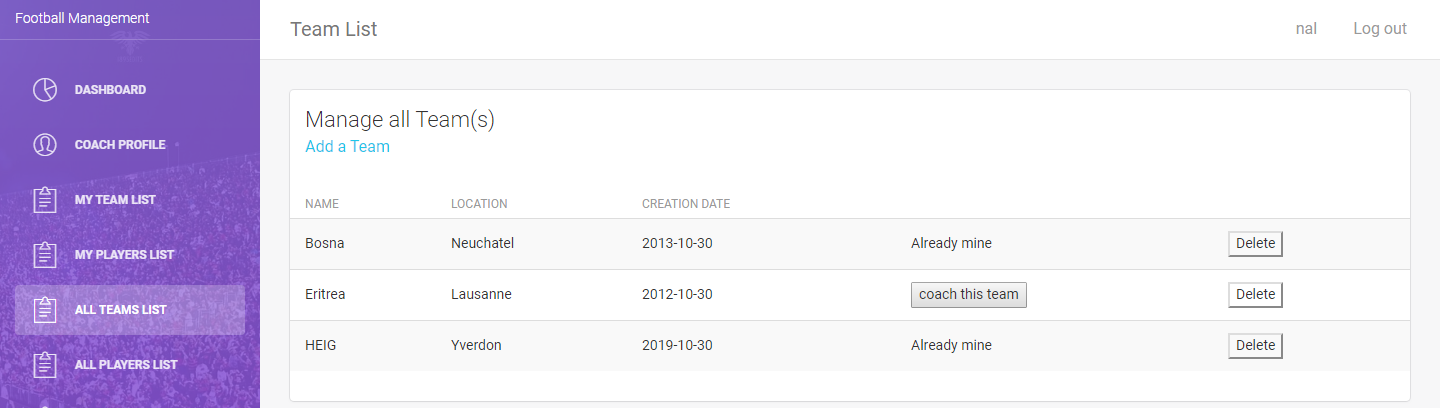 Football Management
Team List
nal
Log out
DASHBOARD
COACH PROFILE
MY TEAM LIST
MY PLAYERS LIST
ALL TEAMS LIST
ALL PLAYERS LIST
Manage all Team(s)
Add a Team
NAME LOCATION CREATION DATE
Bosna Neuchatel 2013-10-30 Already mine Delete
Eritrea Lausanne 2012-10-30 coach this team Delete
HEIG Yverdon 2019-10-30 Already mine Delete